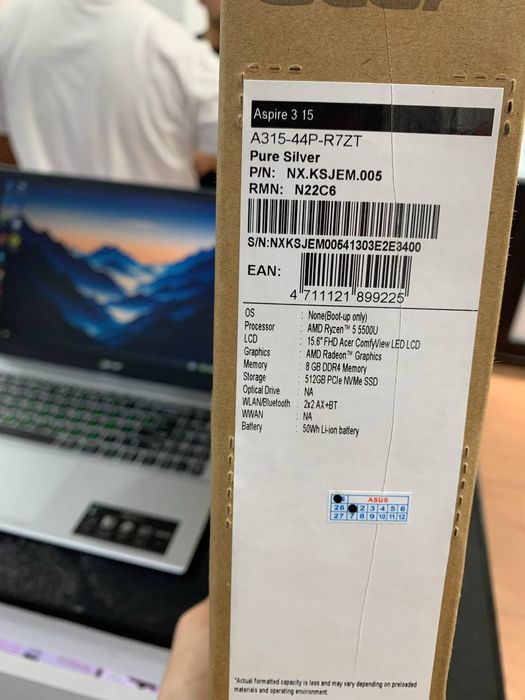 acer
Aspire 3 15
A315-44P-R7ZT
Pure Silver
P/N: NX.KSJEM.005
RMN: N22C6
S/N:NXKSJEM00541303E2E3400
EAN:
4 711121 899225
OS : None(Boot-up only)
Processor : AMD Ryzen™ 5 5500U
LCD : 15.6" FHD Acer ComfyView LED LCD
Graphics : AMD Radeon™ Graphics
Memory : 8 GB DDR4 Memory
Storage : 512GB PCIe NVMe SSD
Optical Drive : NA
WLAN/Bluetooth : 2x2 AX+BT
WWAN : NA
Battery : 50Wh Li-ion battery
ASUS
26 2 3 4 5 6
27 7 8 9 10 11 12
*Actual formatted capacity is less and may vary depending on preloaded
materials and operating environment.